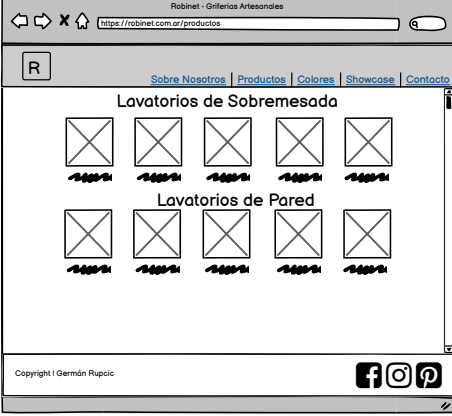 Robinet - Griferias Artesanales
https://robinet.com.ar/productos
R
Sobre Nosotros | Productos | Colores | Showcase | Contacto
Lavatorios de Sobremesada
Lavatorios de Pared
Copyright | Germán Rupcic